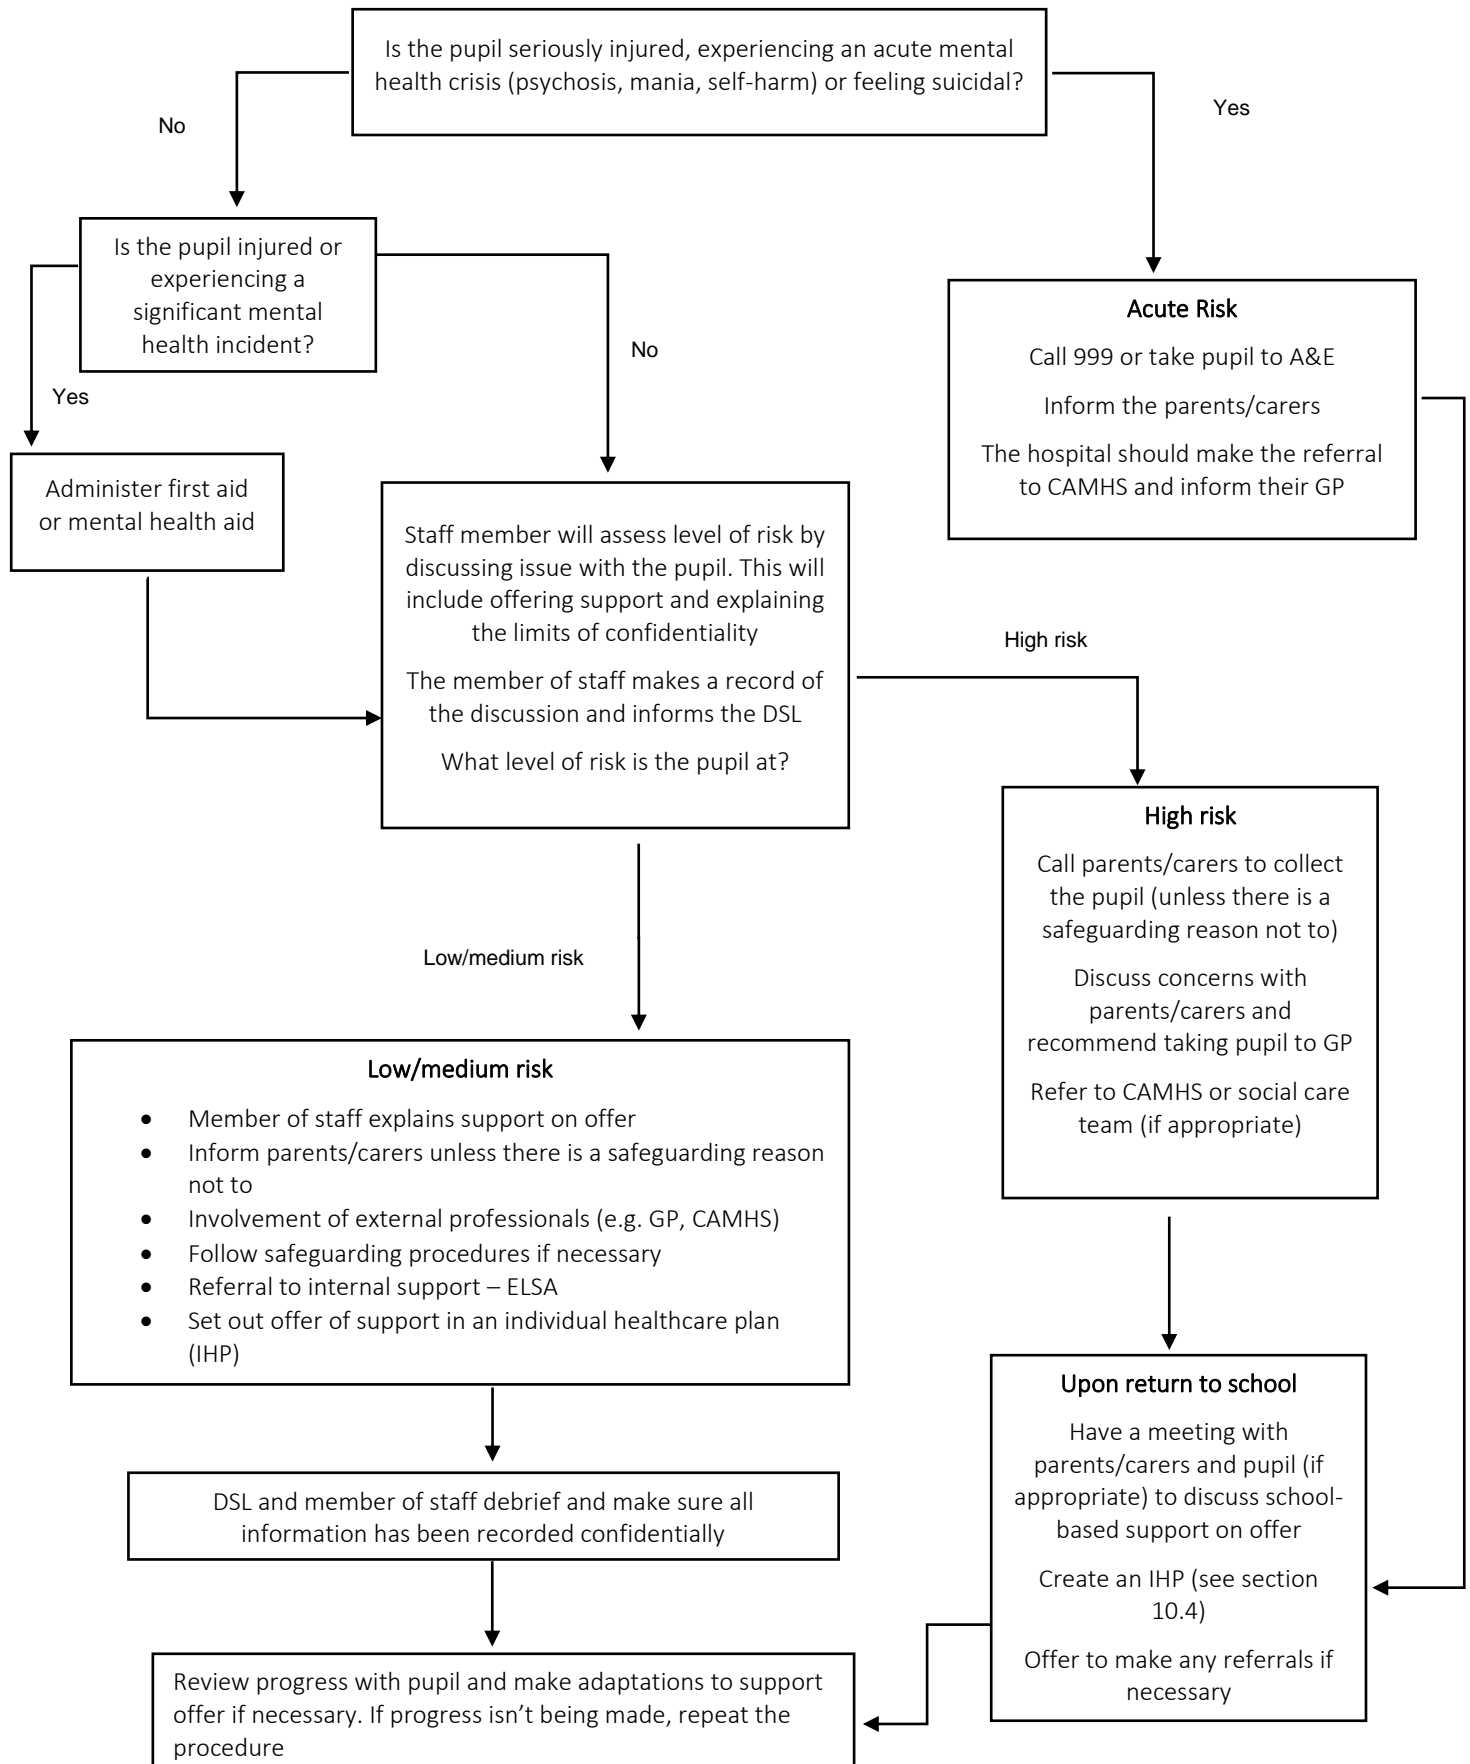 Is the pupil seriously injured, experiencing an acute mental
health crisis (psychosis, mania, self-harm) or feeling suicidal?
No
Yes
Is the pupil injured or
experiencing a
significant mental
health incident?
No
Yes
Acute Risk
Call 999 or take pupil to A&E
Inform the parents/carers
The hospital should make the referral
to CAMHS and inform their GP
Administer first aid
or mental health aid
Staff member will assess level of risk by
discussing issue with the pupil. This will
include offering support and explaining
the limits of confidentiality
The member of staff makes a record of
the discussion and informs the DSL
What level of risk is the pupil at?
High risk
High risk
Call parents/carers to collect
the pupil (unless there is a
safeguarding reason not to)
Discuss concerns with
parents/carers and
recommend taking pupil to GP
Refer to CAMHS or social care
team (if appropriate)
Low/medium risk
Low/medium risk
• Member of staff explains support on offer
• Inform parents/carers unless there is a safeguarding reason
not to
• Involvement of external professionals (e.g. GP, CAMHS)
• Follow safeguarding procedures if necessary
• Referral to internal support – ELSA
• Set out offer of support in an individual healthcare plan
(IHP)
Upon return to school
Have a meeting with
parents/carers and pupil (if
appropriate) to discuss school-
based support on offer
Create an IHP (see section
10.4)
Offer to make any referrals if
necessary
DSL and member of staff debrief and make sure all
information has been recorded confidentially
Review progress with pupil and make adaptations to support
offer if necessary. If progress isn’t being made, repeat the
procedure